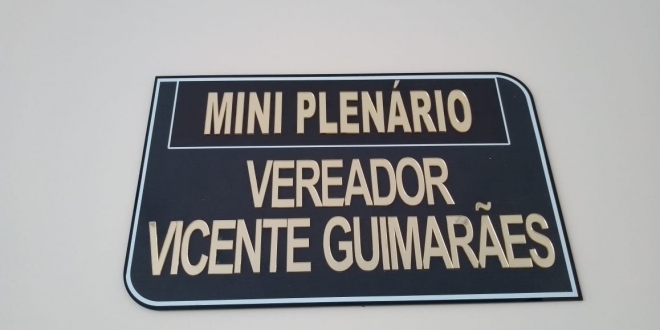 MINI PLENÁRIO
VEREADOR
VICENTE GUIMARÃES